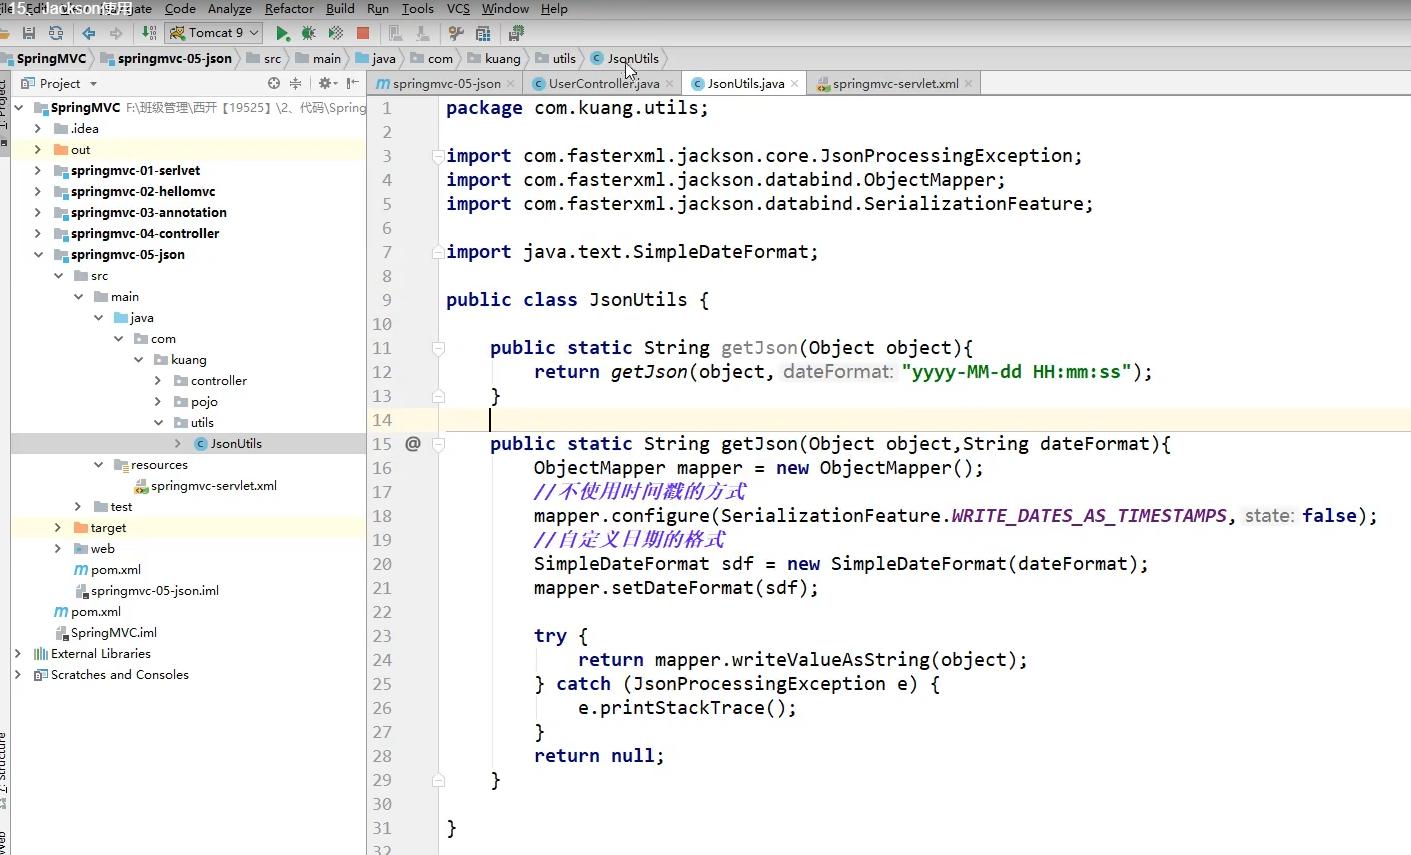 15、Jackson使用
Code Analyze Refactor Build Run Tools VCS Window Help
Tomcat 9
SpringMVC springmvc-05-json src main java com kuang utils JsonUtils
Project
springmvc-05-json UserController.java JsonUtils.java springmvc-servlet.xml
1: Project
SpringMVC F:\班级管理\西开【19525】\2、代码\Spring
.idea
out
springmvc-01-serlvet
springmvc-02-hellomvc
springmvc-03-annotation
springmvc-04-controller
springmvc-05-json
src
main
java
com
kuang
controller
pojo
utils
JsonUtils
resources
springmvc-servlet.xml
test
target
web
pom.xml
springmvc-05-json.iml
pom.xml
SpringMVC.iml
External Libraries
Scratches and Consoles
7: Structure
Web
1 package com.kuang.utils;
2
3 import com.fasterxml.jackson.core.JsonProcessingException;
4 import com.fasterxml.jackson.databind.ObjectMapper;
5 import com.fasterxml.jackson.databind.SerializationFeature;
6
7 import java.text.SimpleDateFormat;
8
9 public class JsonUtils {
10
11 public static String getJson(Object object){
12 return getJson(object, dateFormat: "yyyy-MM-dd HH:mm:ss");
13 }
14
15 @ public static String getJson(Object object,String dateFormat){
16 ObjectMapper mapper = new ObjectMapper();
17 //不使用时间戳的方式
18 mapper.configure(SerializationFeature.WRITE_DATES_AS_TIMESTAMPS, state: false);
19 //自定义日期的格式
20 SimpleDateFormat sdf = new SimpleDateFormat(dateFormat);
21 mapper.setDateFormat(sdf);
22
23 try {
24 return mapper.writeValueAsString(object);
25 } catch (JsonProcessingException e) {
26 e.printStackTrace();
27 }
28 return null;
29 }
30
31 }
32